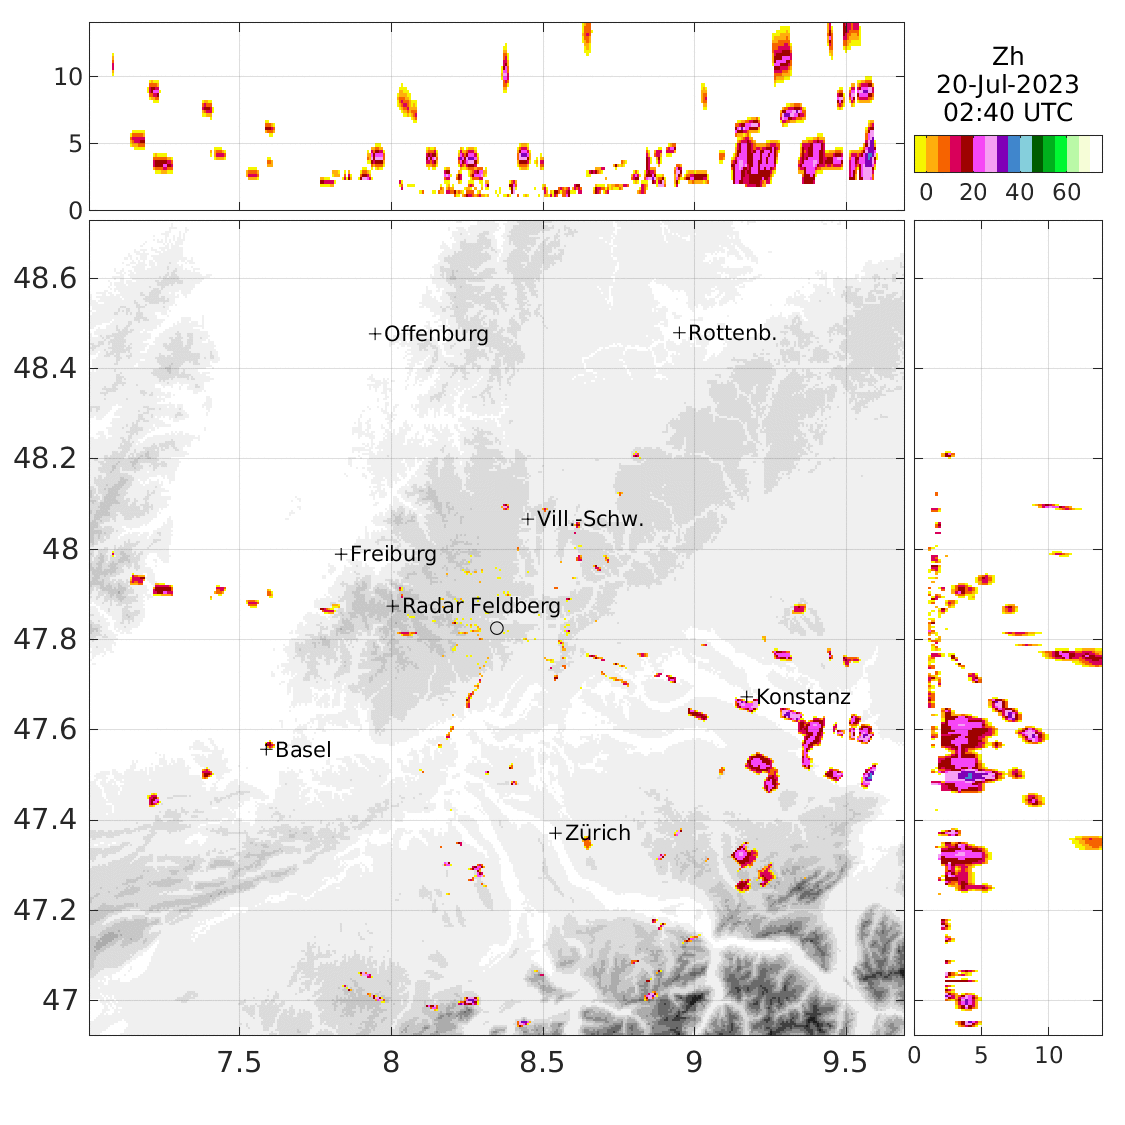 10
5
0
Zh
20-Jul-2023
02:40 UTC
0 20 40 60
48.6
48.4
48.2
48
47.8
47.6
47.4
47.2
47
+Offenburg
+Rottenb.
+Vill.-Schw.
+Freiburg
+Radar Feldberg
+Konstanz
+Basel
+Zürich
7.5 8 8.5 9 9.5
0 5 10